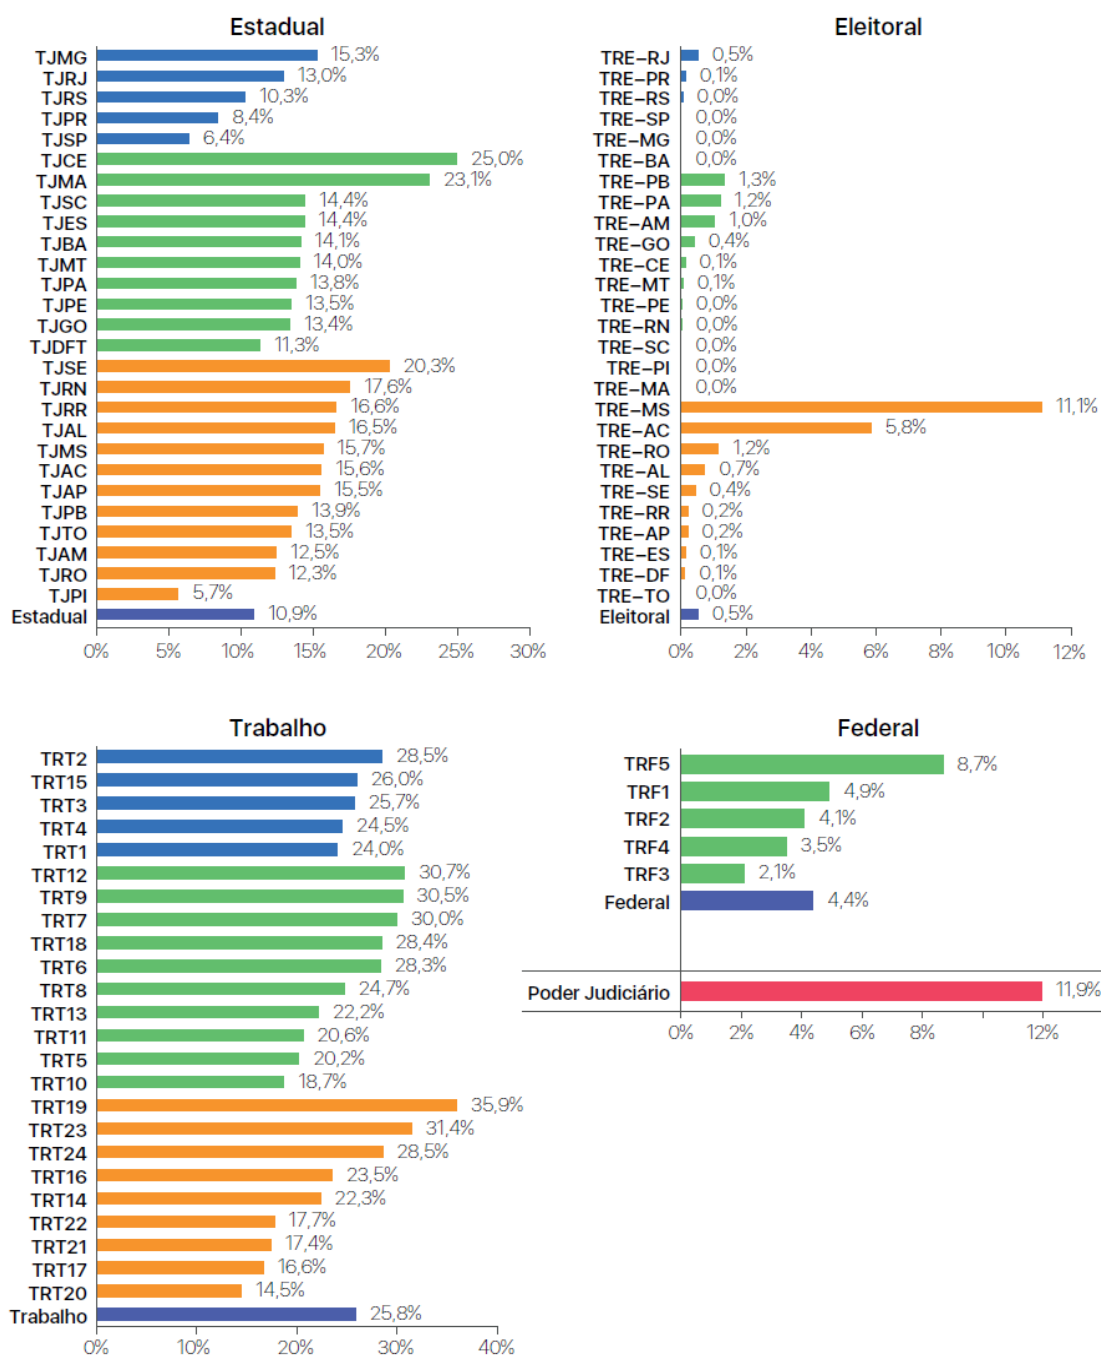 Estadual
TJMG 15,3%
TJRJ 13,0%
TJRS 10,3%
TJPR 8,4%
TJSP 6,4%
TJCE 25,0%
TJMA 23,1%
TJSC 14,4%
TJES 14,4%
TJBA 14,1%
TJMT 14,0%
TJPA 13,8%
TJPE 13,5%
TJGO 13,4%
TJDFT 11,3%
TJSE 20,3%
TJRN 17,6%
TJRR 16,6%
TJAL 16,5%
TJMS 15,7%
TJAC 15,6%
TJAP 15,5%
TJPB 13,9%
TJTO 13,5%
TJAM 12,5%
TJRO 12,3%
TJPI 5,7%
Estadual 10,9%
0% 5% 10% 15% 20% 25% 30%
Eleitoral
TRE–RJ 0,5%
TRE–PR 0,1%
TRE–RS 0,0%
TRE–SP 0,0%
TRE–MG 0,0%
TRE–BA 0,0%
TRE–PB 1,3%
TRE–PA 1,2%
TRE–AM 1,0%
TRE–GO 0,4%
TRE–CE 0,1%
TRE–MT 0,1%
TRE–PE 0,0%
TRE–RN 0,0%
TRE–SC 0,0%
TRE–PI 0,0%
TRE–MA 0,0%
TRE–MS 11,1%
TRE–AC 5,8%
TRE–RO 1,2%
TRE–AL 0,7%
TRE–SE 0,4%
TRE–RR 0,2%
TRE–AP 0,2%
TRE–ES 0,1%
TRE–DF 0,1%
TRE–TO 0,0%
Eleitoral 0,5%
0% 2% 4% 6% 8% 10% 12%
Trabalho
TRT2 28,5%
TRT15 26,0%
TRT3 25,7%
TRT4 24,5%
TRT1 24,0%
TRT12 30,7%
TRT9 30,5%
TRT7 30,0%
TRT18 28,4%
TRT6 28,3%
TRT8 24,7%
TRT13 22,2%
TRT11 20,6%
TRT5 20,2%
TRT10 18,7%
TRT19 35,9%
TRT23 31,4%
TRT24 28,5%
TRT16 23,5%
TRT14 22,3%
TRT22 17,7%
TRT21 17,4%
TRT17 16,6%
TRT20 14,5%
Trabalho 25,8%
0% 10% 20% 30% 40%
Federal
TRF5 8,7%
TRF1 4,9%
TRF2 4,1%
TRF4 3,5%
TRF3 2,1%
Federal 4,4%
Poder Judiciário 11,9%
0% 2% 4% 6% 8% 12%